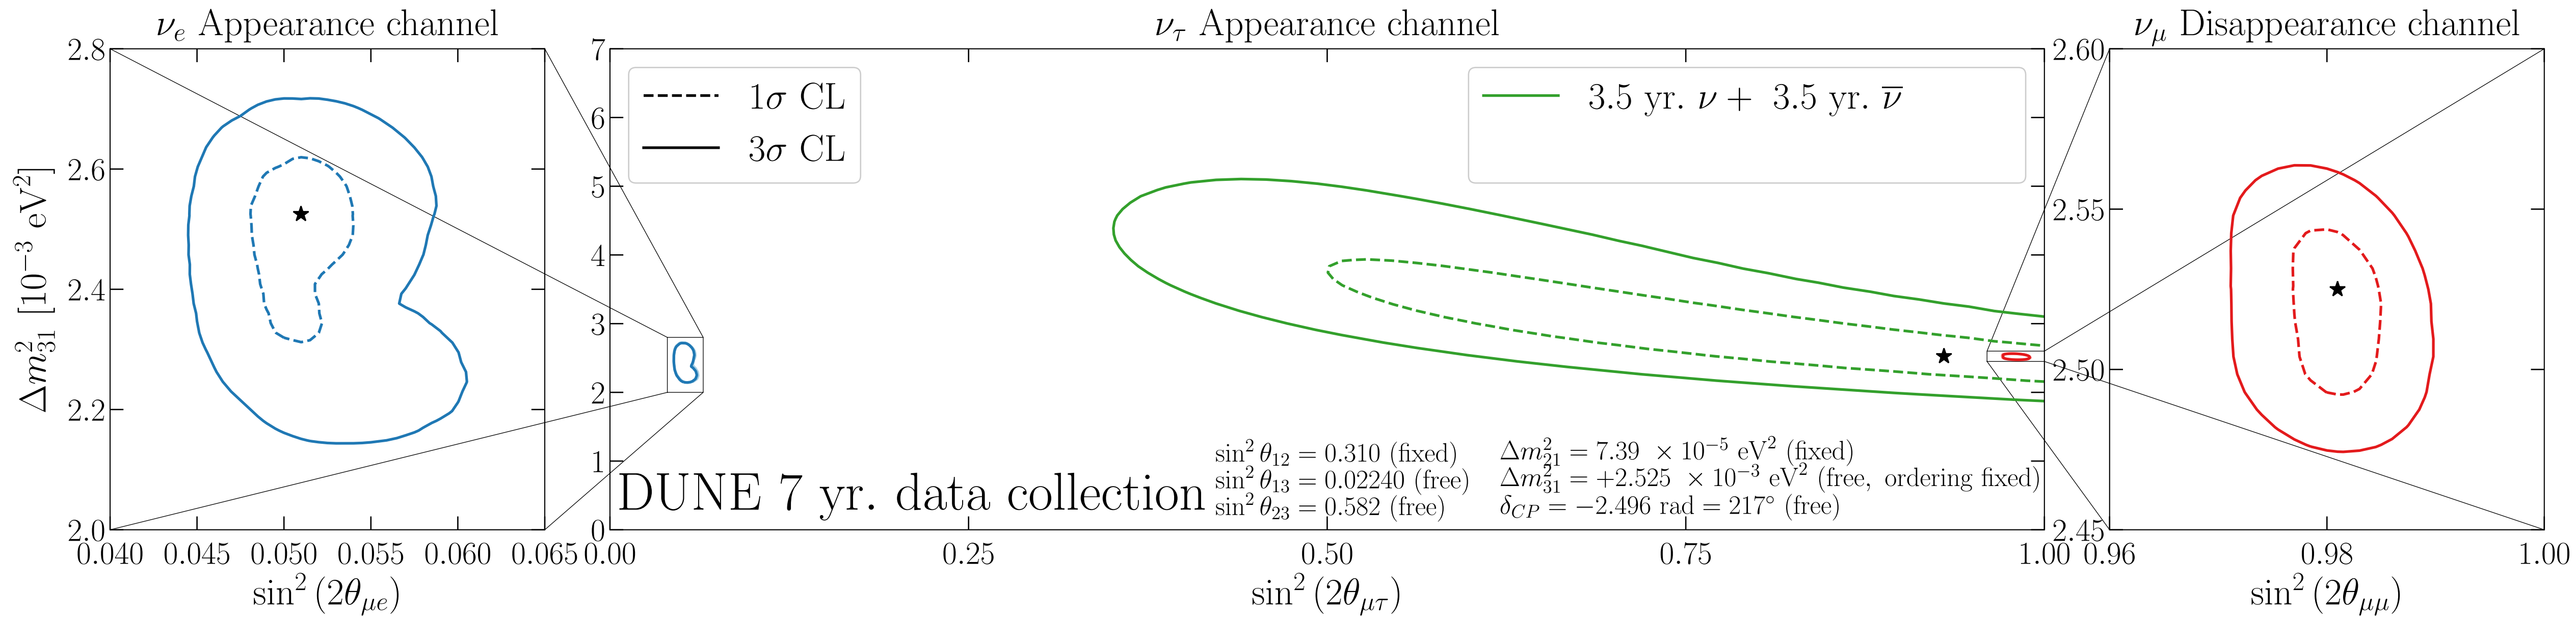 νₑ Appearance channel
ν_τ Appearance channel
ν_μ Disappearance channel
Δm²₃₁ [10⁻³ eV²]
2.8
2.6
2.4
2.2
2.0
0.040 0.045 0.050 0.055 0.060 0.065
sin² (2θ_μe)
7
6
5
4
3
2
1
0
1σ CL
3σ CL
3.5 yr. ν + 3.5 yr. ν̅
DUNE 7 yr. data collection
sin² θ₁₂ = 0.310 (fixed)
sin² θ₁₃ = 0.02240 (free)
sin² θ₂₃ = 0.582 (free)
Δm²₂₁ = 7.39 × 10⁻⁵ eV² (fixed)
Δm²₃₁ = +2.525 × 10⁻³ eV² (free, ordering fixed)
δ_CP = −2.496 rad = 217° (free)
0.00 0.25 0.50 0.75 1.00
sin² (2θ_μτ)
2.60
2.55
2.50
2.45
0.96 0.98 1.00
sin² (2θ_μμ)